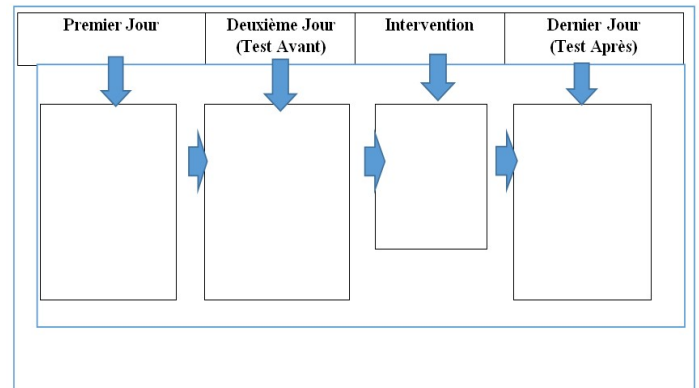 Premier Jour
Deuxième Jour
(Test Avant)
Intervention
Dernier Jour
(Test Après)